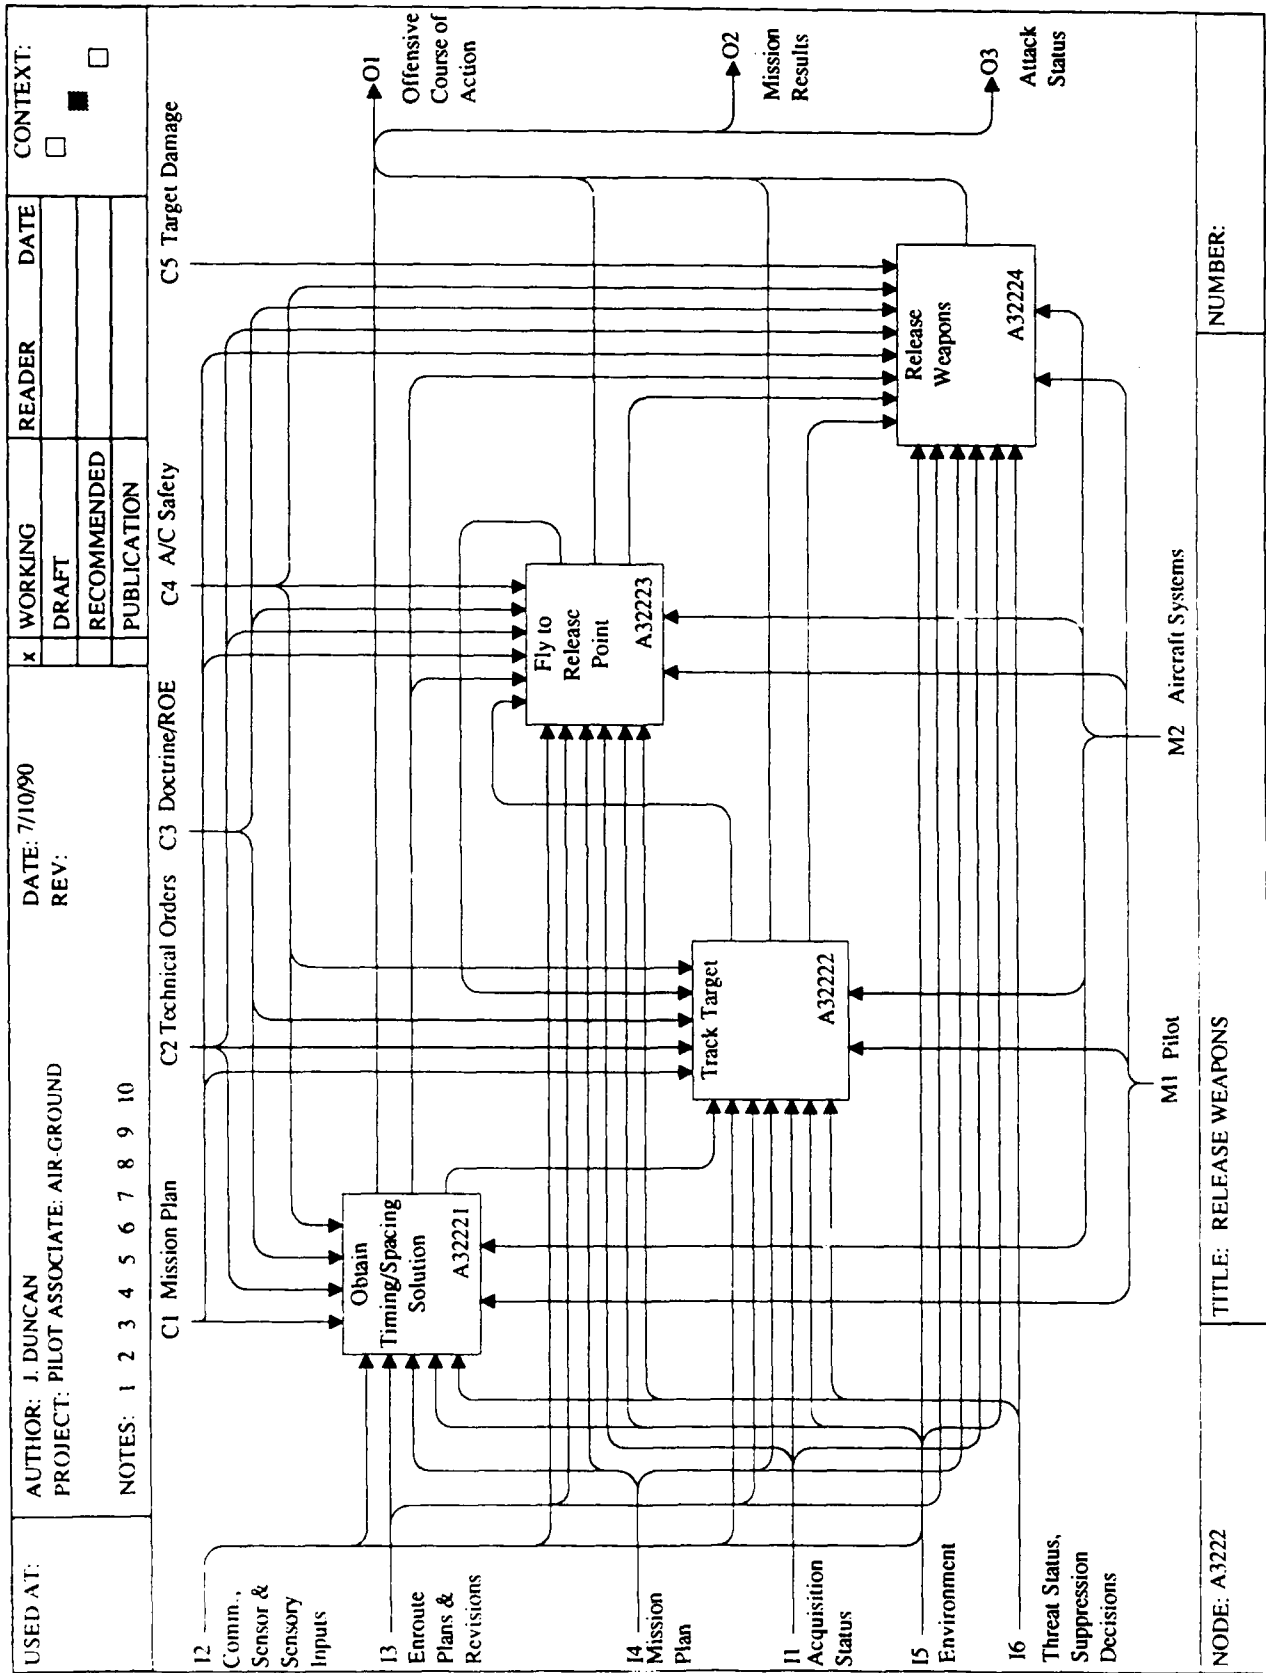 USED AT:
AUTHOR: J. DUNCAN
PROJECT: PILOT ASSOCIATE: AIR-GROUND
NOTES: 1 2 3 4 5 6 7 8 9 10
DATE: 7/10/90
REV:
x WORKING
DRAFT
RECOMMENDED
PUBLICATION
READER DATE
CONTEXT:
C1 Mission Plan
C2 Technical Orders
C3 Doctrine/ROE
C4 A/C Safety
C5 Target Damage
I2
Comm.,
Sensor &
Sensory
Inputs
I3
Enroute
Plans &
Revisions
I4
Mission
Plan
I1
Acquisition
Status
I5
Environment
I6
Threat Status,
Suppression
Decisions
Obtain
Timing/Spacing
Solution
A32221
Track Target
A32222
Fly to
Release
Point
A32223
Release
Weapons
A32224
O1
Offensive
Course of
Action
O2
Mission
Results
O3
Attack
Status
M1 Pilot
M2 Aircraft Systems
NODE: A3222
TITLE: RELEASE WEAPONS
NUMBER: